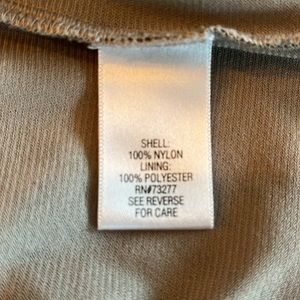 SHELL:
100% NYLON
LINING:
100% POLYESTER
RN#73277
SEE REVERSE
FOR CARE